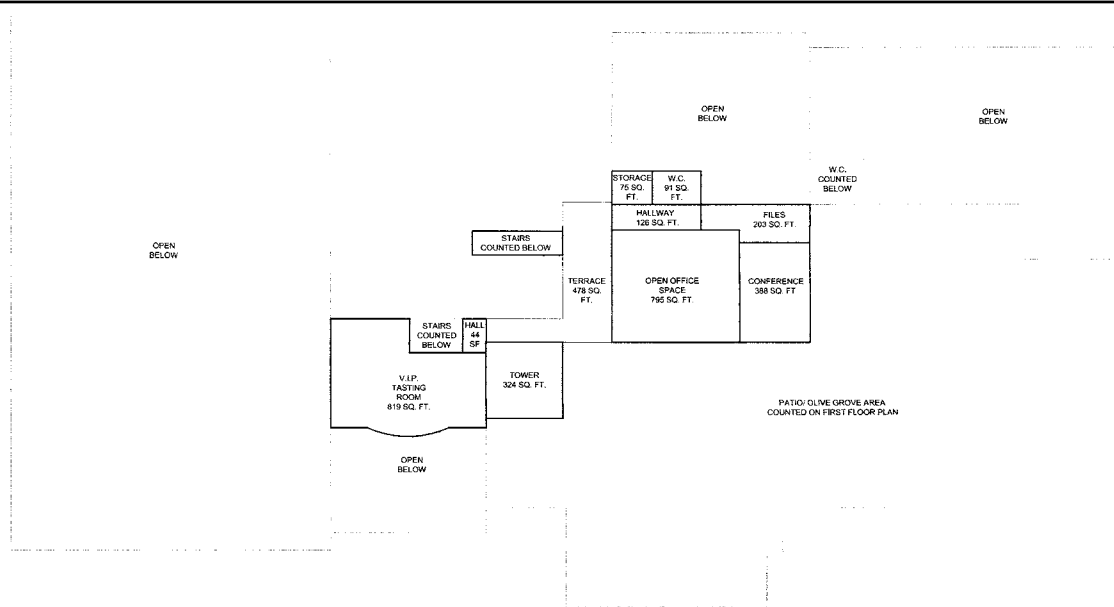 OPEN
BELOW
OPEN
BELOW
W.C.
COUNTED
BELOW
STORAGE
75 SQ.
FT.
W.C.
91 SQ.
FT.
HALLWAY
126 SQ. FT.
FILES
203 SQ. FT.
OPEN
BELOW
STAIRS
COUNTED BELOW
TERRACE
478 SQ.
FT.
OPEN OFFICE
SPACE
795 SQ. FT.
CONFERENCE
388 SQ. FT
STAIRS
COUNTED
BELOW
HALL
44
SF
V.I.P.
TASTING
ROOM
819 SQ. FT.
TOWER
324 SQ. FT.
PATIO/ OLIVE GROVE AREA
COUNTED ON FIRST FLOOR PLAN
OPEN
BELOW